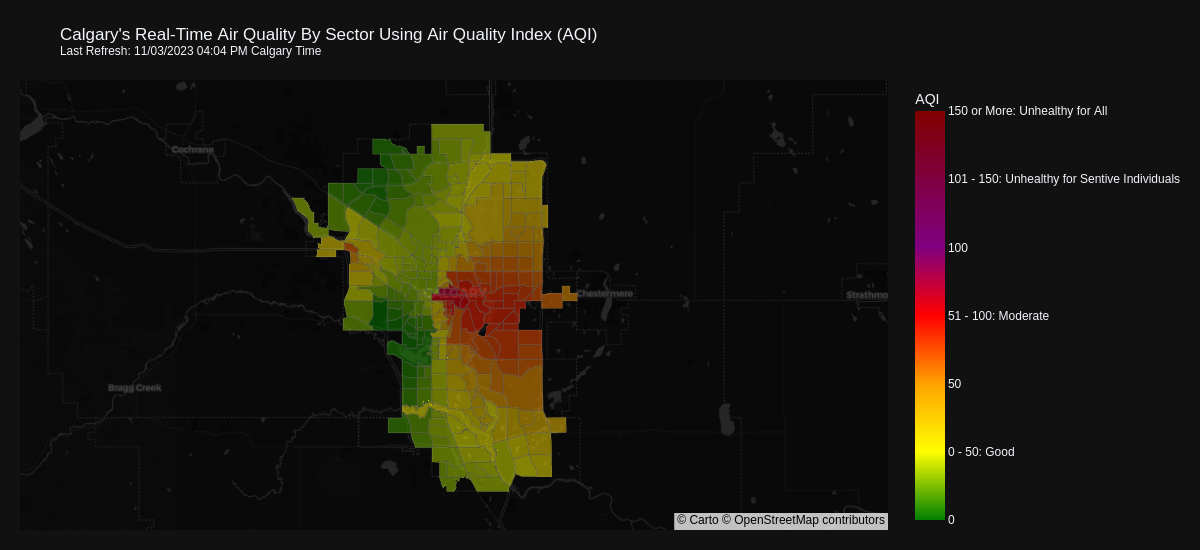 Calgary's Real-Time Air Quality By Sector Using Air Quality Index (AQI)
Last Refresh: 11/03/2023 04:04 PM Calgary Time
AQI
150 or More: Unhealthy for All
Cochrane
101 - 150: Unhealthy for Sentive Individuals
100
CALGARY
Chestermere
Strathmo
51 - 100: Moderate
Bragg Creek
50
0 - 50: Good
0
© Carto © OpenStreetMap contributors